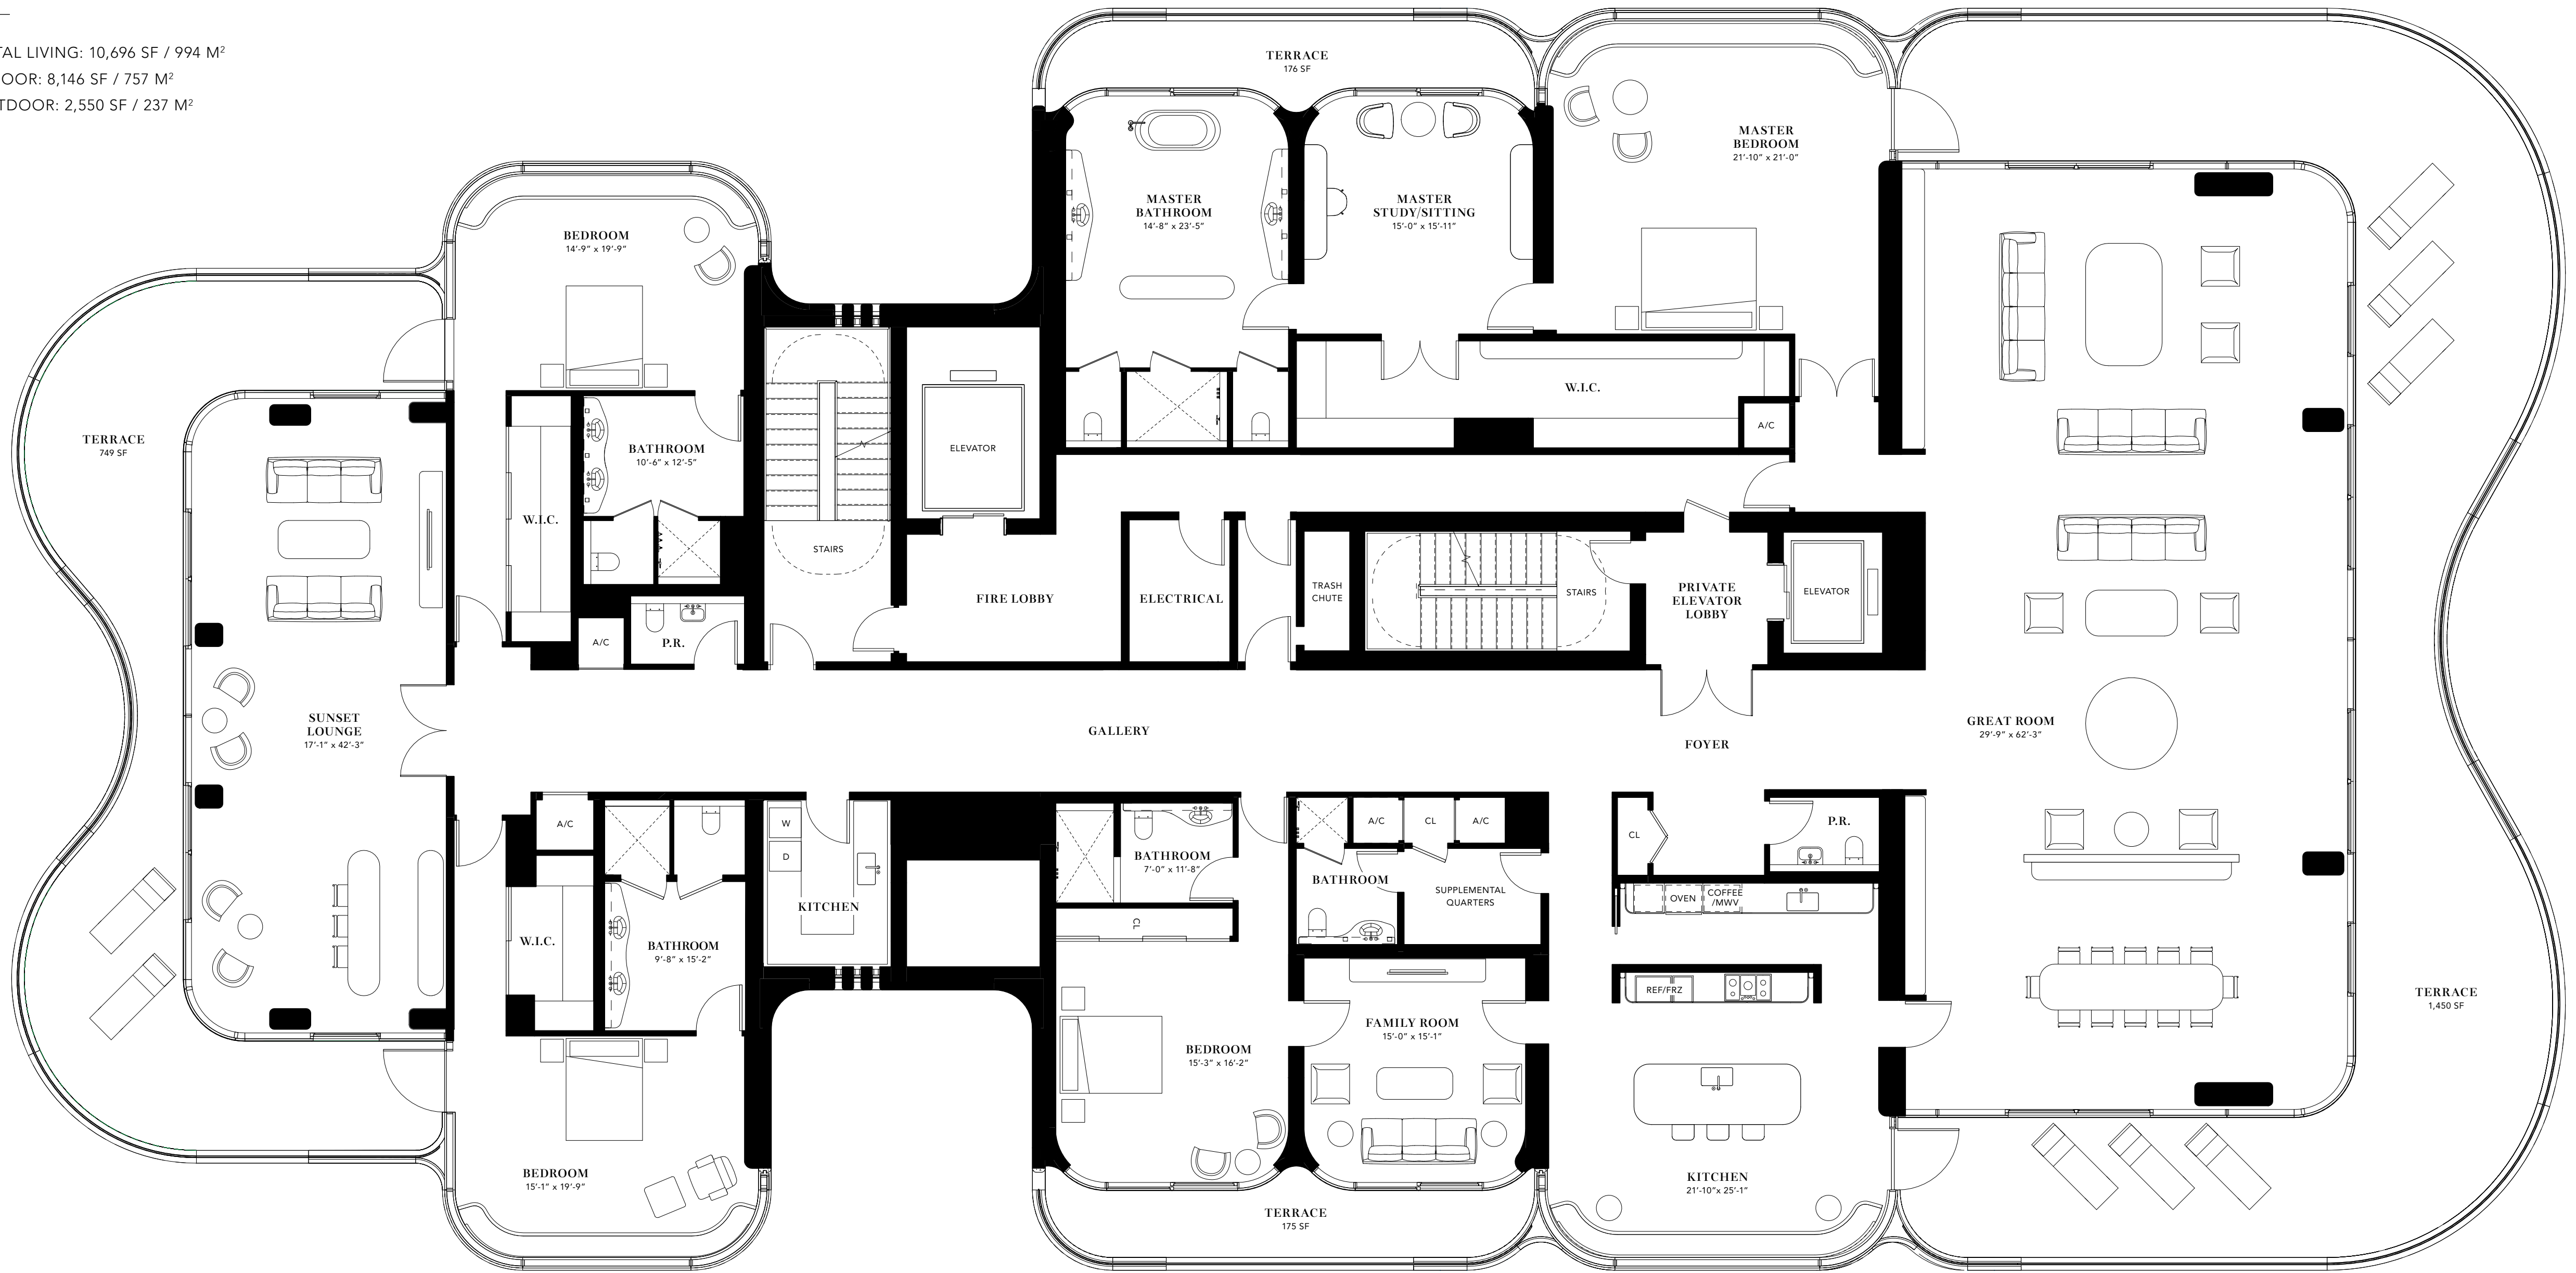 TAL LIVING: 10,696 SF / 994 M²
OOR: 8,146 SF / 757 M²
TDOOR: 2,550 SF / 237 M²
TERRACE
176 SF
MASTER
BEDROOM
21'-10" x 21'-0"
MASTER
BATHROOM
14'-8" x 23'-5"
MASTER
STUDY/SITTING
15'-0" x 15'-11"
BEDROOM
14'-9" x 19'-9"
W.I.C.
A/C
TERRACE
749 SF
BATHROOM
10'-6" x 12'-5"
ELEVATOR
W.I.C.
STAIRS
FIRE LOBBY
ELECTRICAL
TRASH
CHUTE
STAIRS
PRIVATE
ELEVATOR
LOBBY
ELEVATOR
A/C
P.R.
SUNSET
LOUNGE
17'-1" x 42'-3"
GALLERY
FOYER
GREAT ROOM
29'-9" x 62'-3"
A/C
W
D
KITCHEN
BATHROOM
7'-0" x 11'-8"
CL
A/C
CL
A/C
BATHROOM
SUPPLEMENTAL
QUARTERS
CL
P.R.
OVEN
COFFEE
/MWV
W.I.C.
BATHROOM
9'-8" x 15'-2"
REF/FRZ
TERRACE
1,450 SF
BEDROOM
15'-3" x 16'-2"
FAMILY ROOM
15'-0" x 15'-1"
BEDROOM
15'-1" x 19'-9"
KITCHEN
21'-10"x 25'-1"
TERRACE
175 SF